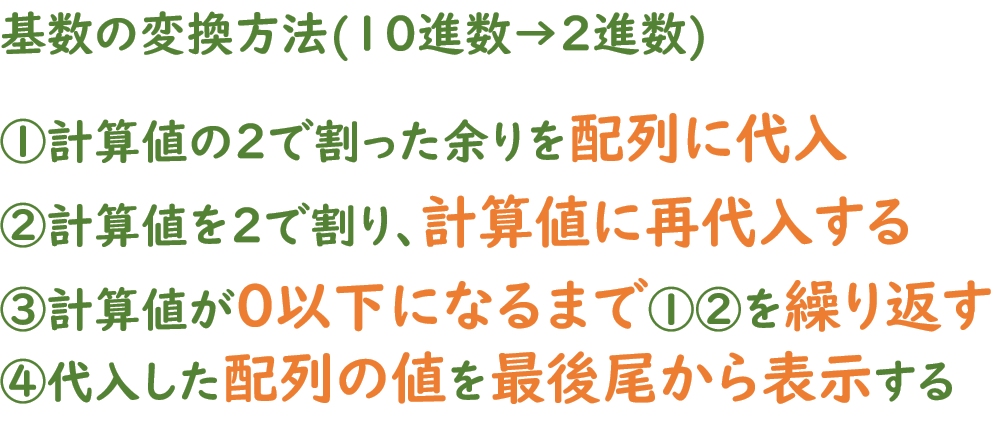 基数の変換方法(10進数→2進数)
①計算値の2で割った余りを配列に代入
②計算値を2で割り、計算値に再代入する
③計算値が0以下になるまで①②を繰り返す
④代入した配列の値を最後尾から表示する